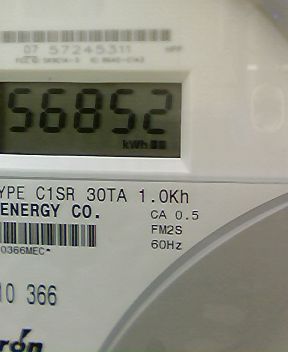 07 57245311
56852
kWh
YPE C1SR 30TA 1.0Kh
ENERGY CO.
CA 0.5
FM2S
60Hz
0366MEC*
10 366
rón